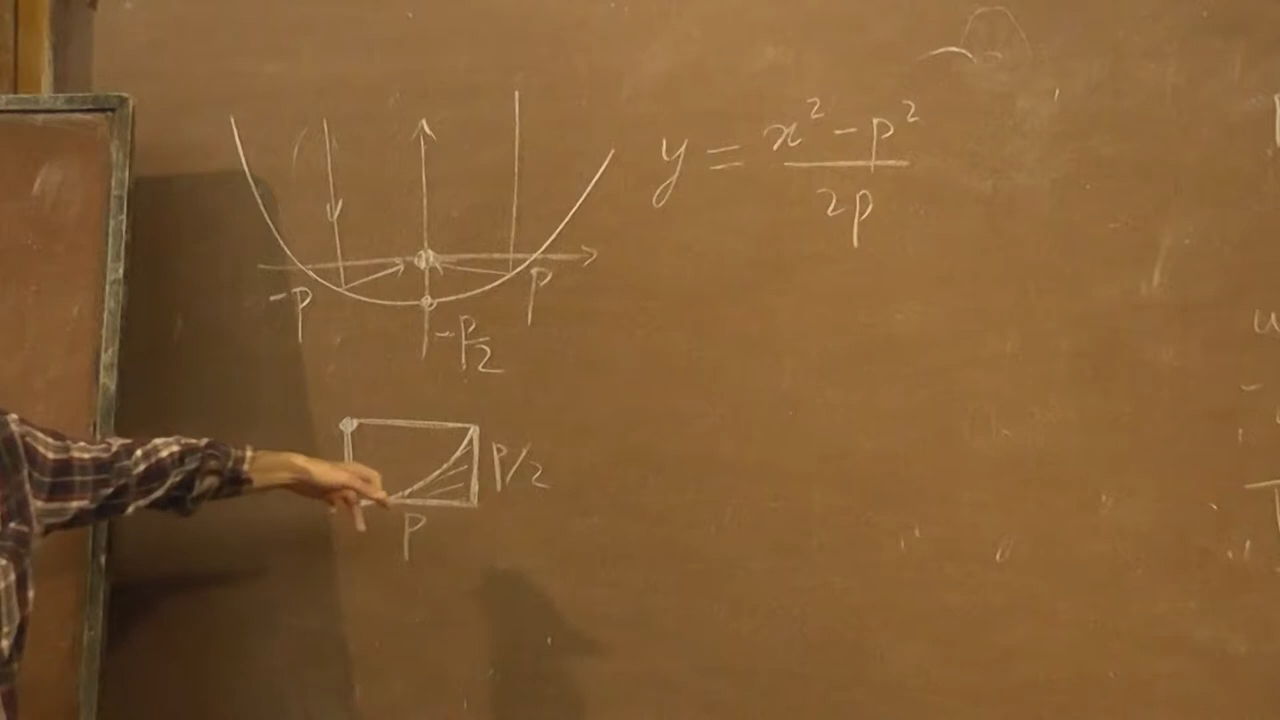 y = (x² - p²) / 2p
-p
p
-p/2
p/2
p